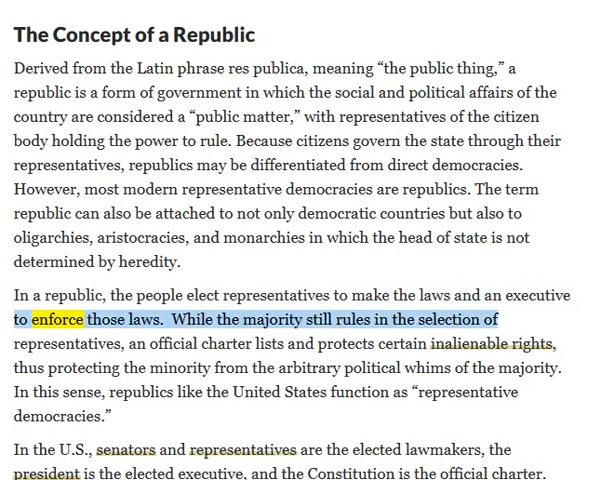 The Concept of a Republic
Derived from the Latin phrase res publica, meaning “the public thing,” a
republic is a form of government in which the social and political affairs of the
country are considered a “public matter,” with representatives of the citizen
body holding the power to rule. Because citizens govern the state through their
representatives, republics may be differentiated from direct democracies.
However, most modern representative democracies are republics. The term
republic can also be attached to not only democratic countries but also to
oligarchies, aristocracies, and monarchies in which the head of state is not
determined by heredity.
In a republic, the people elect representatives to make the laws and an executive
to enforce those laws.  While the majority still rules in the selection of
representatives, an official charter lists and protects certain inalienable rights,
thus protecting the minority from the arbitrary political whims of the majority.
In this sense, republics like the United States function as “representative
democracies.”
In the U.S., senators and representatives are the elected lawmakers, the
president is the elected executive, and the Constitution is the official charter.